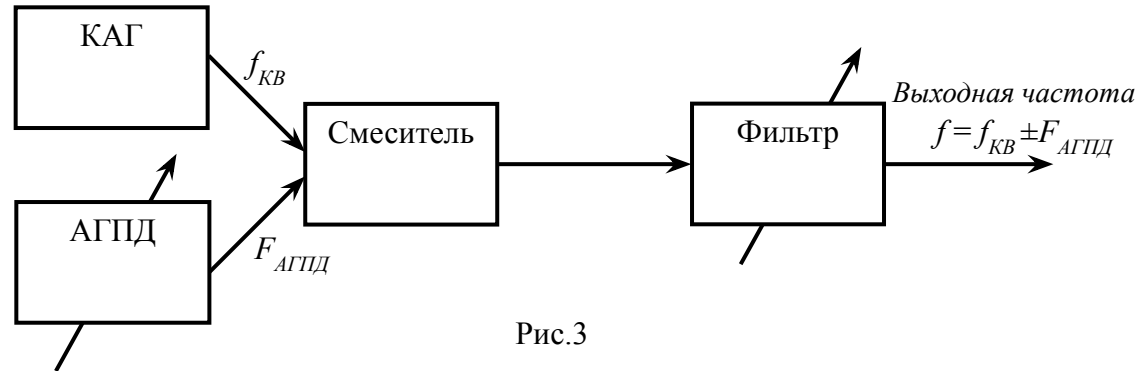 КАГ
f_КВ
Смеситель
Фильтр
Выходная частота
f = f_КВ ±F_АГПД
АГПД
F_АГПД
Рис.3